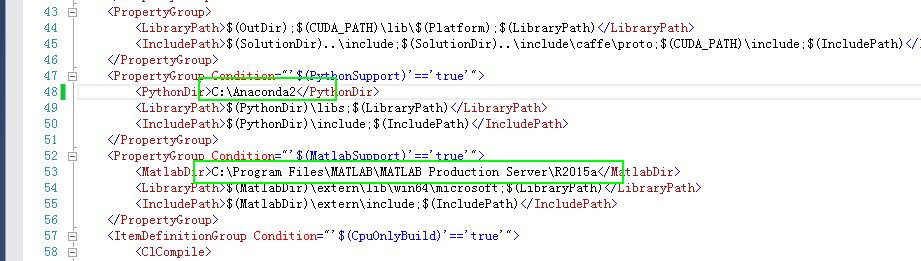 43 <PropertyGroup>
44 <LibraryPath>$(OutDir);$(CUDA_PATH)\lib\$(Platform);$(LibraryPath)</LibraryPath>
45 <IncludePath>$(SolutionDir)..\include;$(SolutionDir)..\include\caffe\proto;$(CUDA_PATH)\include;$(IncludePath)</
46 </PropertyGroup>
47 <PropertyGroup Condition="'$(PythonSupport)'=='true'">
48 <PythonDir>C:\Anaconda2</PythonDir>
49 <LibraryPath>$(PythonDir)\libs;$(LibraryPath)</LibraryPath>
50 <IncludePath>$(PythonDir)\include;$(IncludePath)</IncludePath>
51 </PropertyGroup>
52 <PropertyGroup Condition="'$(MatlabSupport)'=='true'">
53 <MatlabDir>C:\Program Files\MATLAB\MATLAB Production Server\R2015a</MatlabDir>
54 <LibraryPath>$(MatlabDir)\extern\lib\win64\microsoft;$(LibraryPath)</LibraryPath>
55 <IncludePath>$(MatlabDir)\extern\include;$(IncludePath)</IncludePath>
56 </PropertyGroup>
57 <ItemDefinitionGroup Condition="'$(CpuOnlyBuild)'=='true'">
58 <ClCompile>